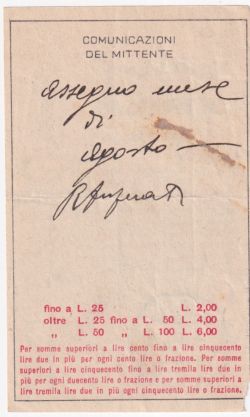 COMUNICAZIONI
DEL MITTENTE
Assegno mese
di
Agosto —
fino a L. 25 L. 2,00
oltre L. 25 fino a L. 50 L. 4,00
„ L. 50 „ L. 100 L. 6,00
Per somme superiori a lire cento fino a lire cinquecento
lire due in più per ogni cento lire o frazione. Per somme
superiori a lire cinquecento fino a lire tremila lire due in
più per ogni duecento lire o frazione e per somme superiori a
lire tremila lire due in più ogni cinquecento lire o frazione.